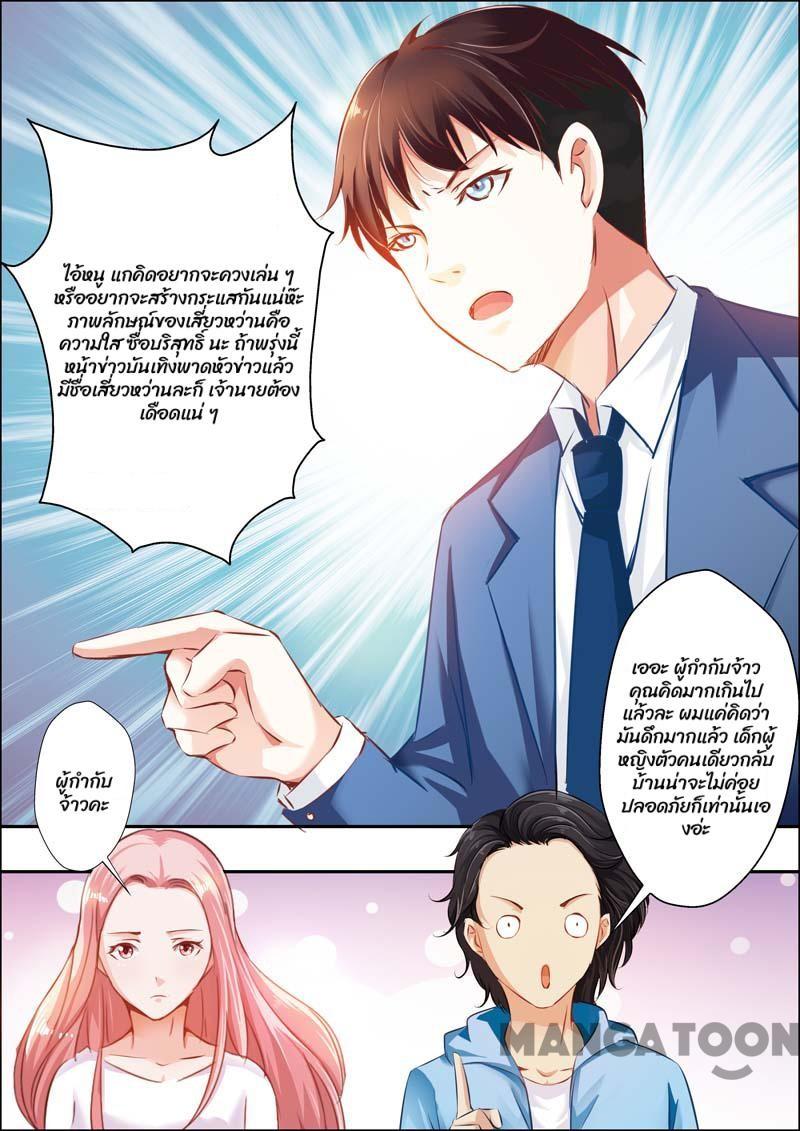 ไอ้หนู แกคิดอยากจะควงเล่น ๆ
หรืออยากจะสร้างกระแสกันแน่ห๊ะ
ภาพลักษณ์ของเสี่ยวหว่านคือ
ความใส ซื่อบริสุทธิ์ นะ ถ้าพรุ่งนี้
หน้าข่าวบันเทิงพาดหัวข่าวแล้ว
มีชื่อเสี่ยวหว่านละก็ เจ้านายต้อง
เดือดแน่ ๆ
ผู้กำกับ
จ้าวคะ
เออะ ผู้กำกับจ้าว
คุณคิดมากเกินไป
แล้วล่ะ ผมแค่คิดว่า
มันดึกมากแล้ว เด็กผู้
หญิงตัวคนเดียวกลับ
บ้านน่าจะไม่ค่อย
ปลอดภัยก็เท่านั้นเอ
งอ่ะ
MANGATOON